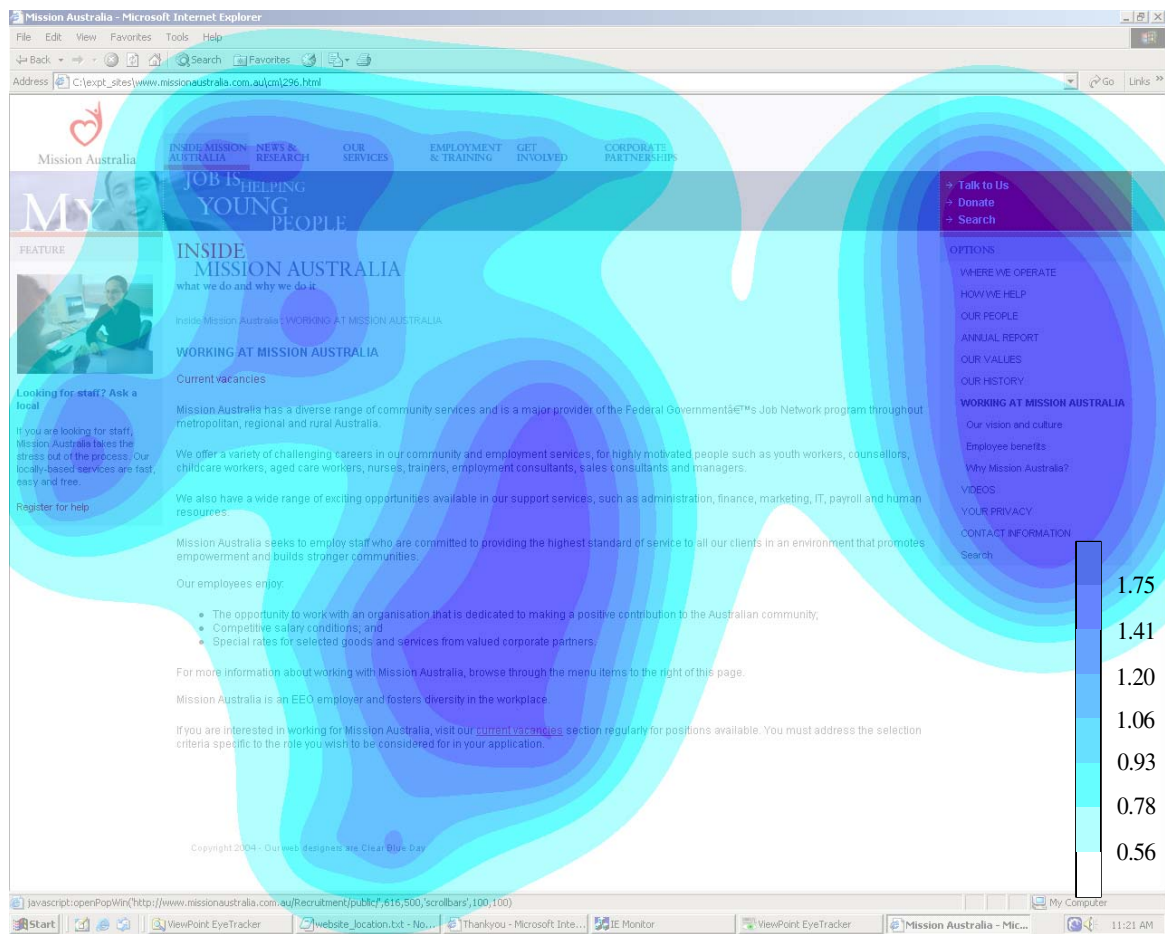 Mission Australia - Microsoft Internet Explorer
File Edit View Favorites Tools Help
Back Search Favorites
Address C:\expt_sites\www.missionaustralia.com.au\cm\296.html Go Links »
Mission Australia
INSIDE MISSION AUSTRALIA
NEWS & RESEARCH
OUR SERVICES
EMPLOYMENT & TRAINING
GET INVOLVED
CORPORATE PARTNERSHIPS
MY
JOB IS HELPING
YOUNG
PEOPLE
→ Talk to Us
→ Donate
→ Search
FEATURE
Looking for staff? Ask a
local
It you are looking for staff,
Mission Australia takes the
stress out of the process. Our
locally-based services are fast,
easy and free.
Register for help
INSIDE
MISSION AUSTRALIA
what we do and why we do it
Inside Mission Australia : WORKING AT MISSION AUSTRALIA
WORKING AT MISSION AUSTRALIA
Current vacancies
Mission Australia has a diverse range of community services and is a major provider of the Federal Governmentâ€™s Job Network program throughout
metropolitan, regional and rural Australia.
We offer a variety of challenging careers in our community and employment services, for highly motivated people such as youth workers, counsellors,
childcare workers, aged care workers, nurses, trainers, employment consultants, sales consultants and managers.
We also have a wide range of exciting opportunities available in our support services, such as administration, finance, marketing, IT, payroll and human
resources.
Mission Australia seeks to employ staff who are committed to providing the highest standard of service to all our clients in an environment that promotes
empowerment and builds stronger communities.
Our employees enjoy:
• The opportunity to work with an organisation that is dedicated to making a positive contribution to the Australian community;
• Competitive salary conditions; and
• Special rates for selected goods and services from valued corporate partners.
For more information about working with Mission Australia, browse through the menu items to the right of this page.
Mission Australia is an EEO employer and fosters diversity in the workplace.
If you are interested in working for Mission Australia, visit our current vacancies section regularly for positions available. You must address the selection
criteria specific to the role you wish to be considered for in your application.
Copyright 2004 - Our web designers are Clear Blue Day
OPTIONS
WHERE WE OPERATE
HOW WE HELP
OUR PEOPLE
ANNUAL REPORT
OUR VALUES
OUR HISTORY
WORKING AT MISSION AUSTRALIA
Our vision and culture
Employee benefits
Why Mission Australia?
VIDEOS
YOUR PRIVACY
CONTACT INFORMATION
Search
1.75
1.41
1.20
1.06
0.93
0.78
0.56
javascript:openPopWin('http://www.missionaustralia.com.au/Recruitment/public/',616,500,'scrollbars',100,100) My Computer
Start ViewPoint EyeTracker website_location.txt - No... Thankyou - Microsoft Inte... IE Monitor ViewPoint EyeTracker Mission Australia - Mic... 11:21 AM